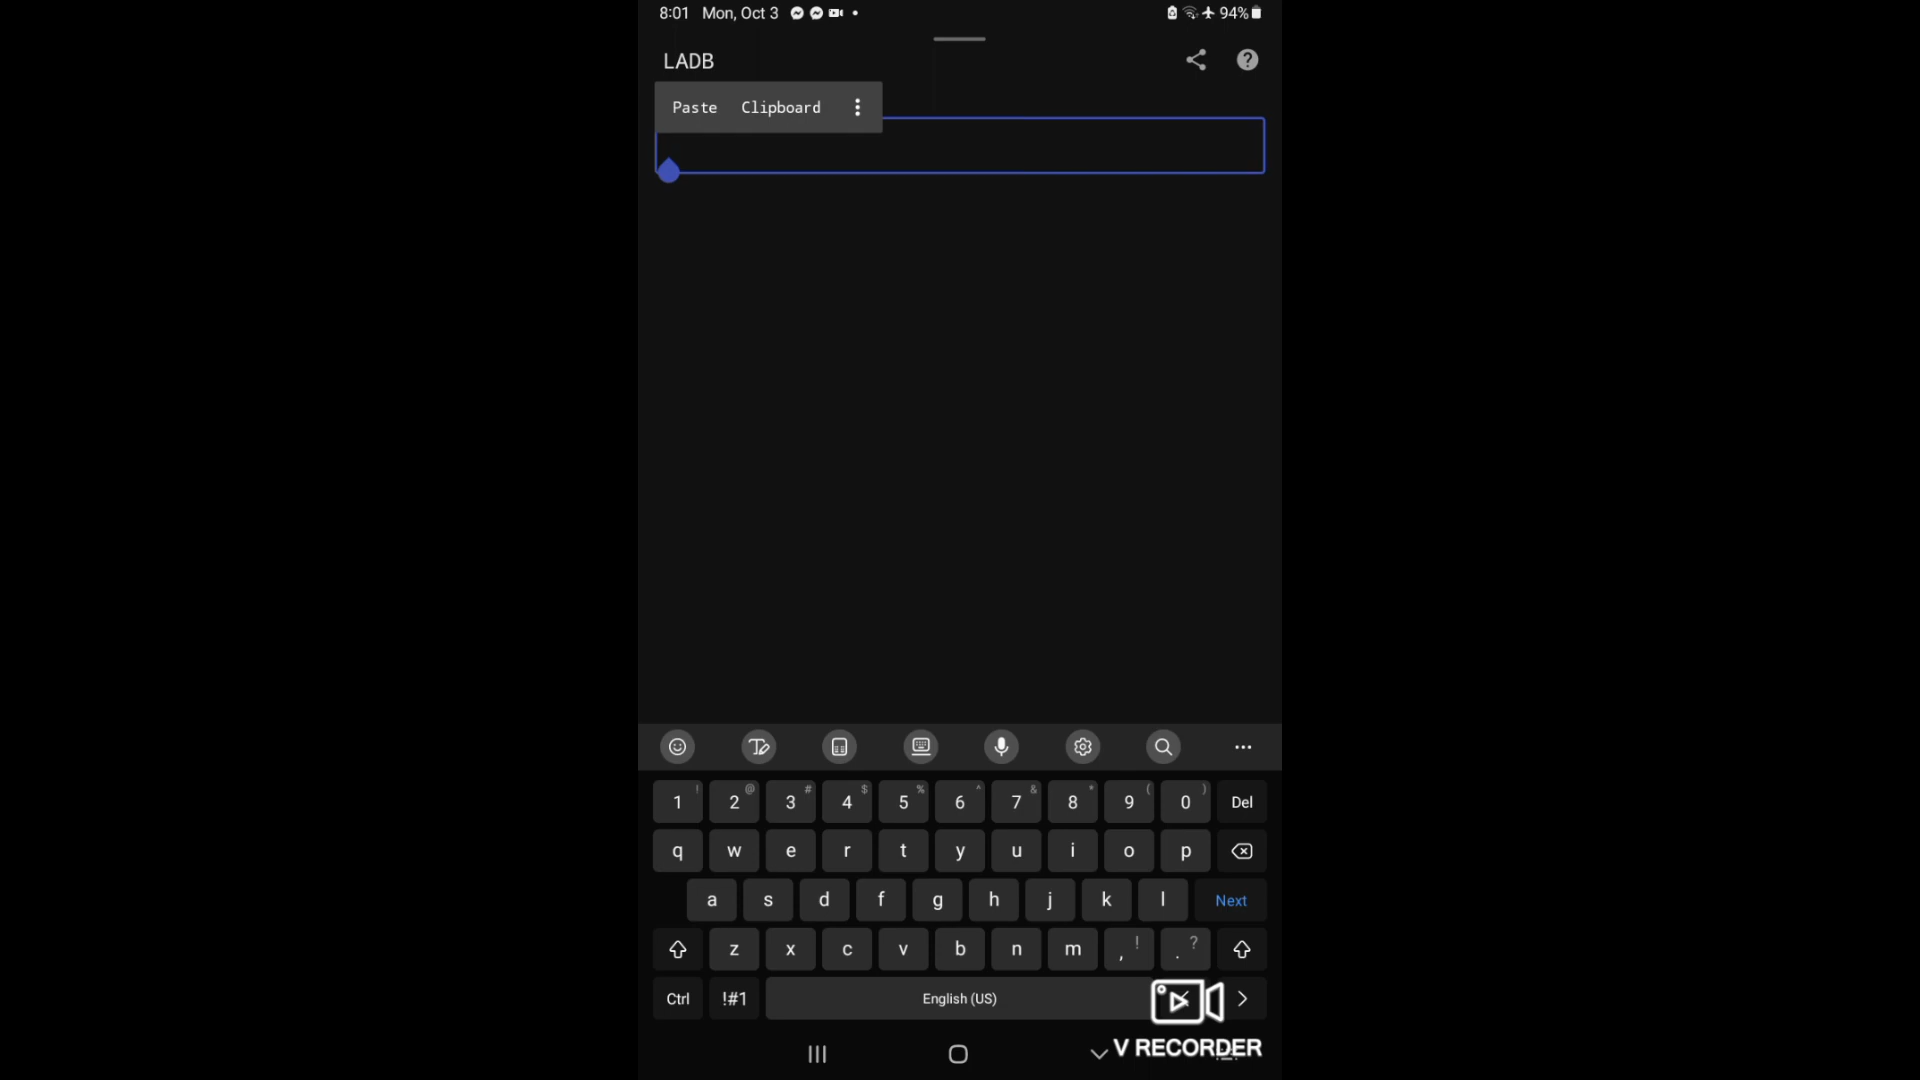 8:01 Mon, Oct 3
94%
LADB
Paste Clipboard
1 ! 2 @ 3 # 4 $ 5 % 6 ^ 7 & 8 * 9 ( 0 ) Del
q w e r t y u i o p
a s d f g h j k l Next
z x c v b n m , ! . ?
Ctrl !#1 English (US)
V RECORDER